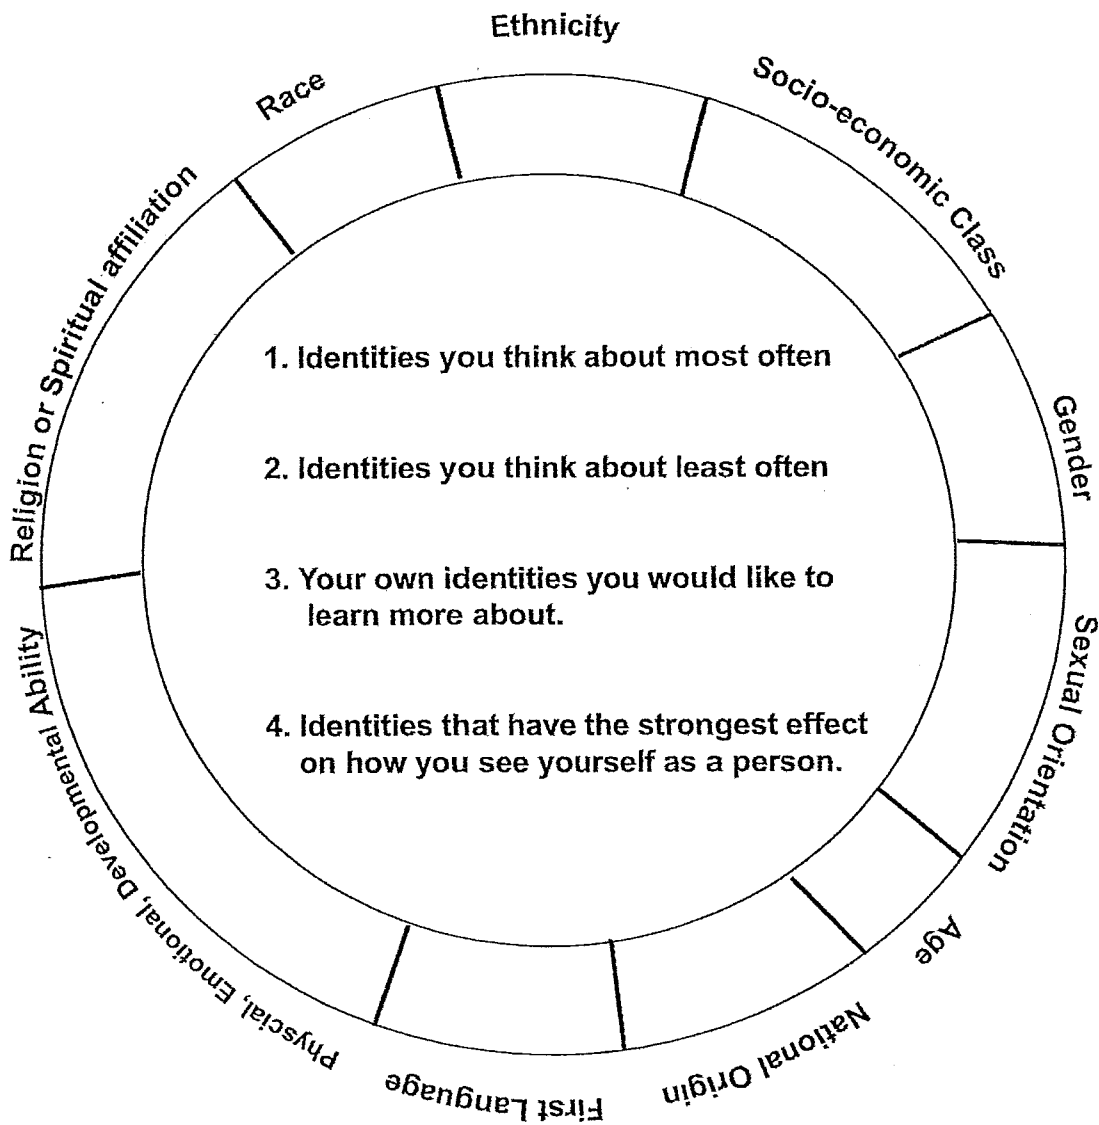 Ethnicity
Socio-economic Class
Gender
Sexual Orientation
Age
National Origin
First Language
Physcial, Emotional, Developmental Ability
Religion or Spiritual affiliation
Race
1. Identities you think about most often
2. Identities you think about least often
3. Your own identities you would like to
learn more about.
4. Identities that have the strongest effect
on how you see yourself as a person.